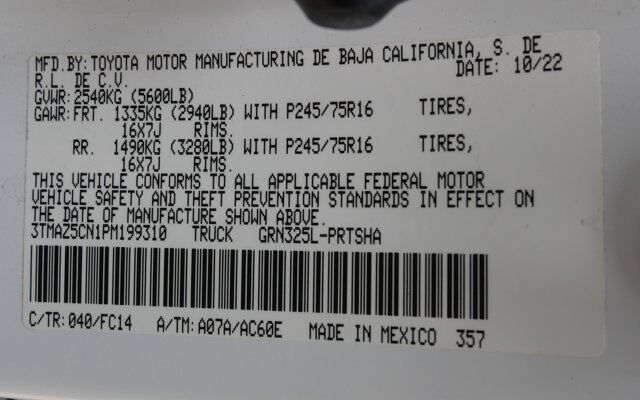 MFD.BY:TOYOTA MOTOR MANUFACTURING DE BAJA CALIFORNIA, S. DE
R.L. DE C.V. DATE: 10/22
GVWR:2540KG (5600LB)
GAWR:FRT. 1335KG (2940LB) WITH P245/75R16 TIRES,
16X7J RIMS.
RR. 1490KG (3280LB) WITH P245/75R16 TIRES,
16X7J RIMS.
THIS VEHICLE CONFORMS TO ALL APPLICABLE FEDERAL MOTOR
VEHICLE SAFETY AND THEFT PREVENTION STANDARDS IN EFFECT ON
THE DATE OF MANUFACTURE SHOWN ABOVE.
3TMAZ5CN1PM199310 TRUCK GRN325L-PRTSHA
C/TR:040/FC14 A/TM:A07A/AC60E MADE IN MEXICO 357